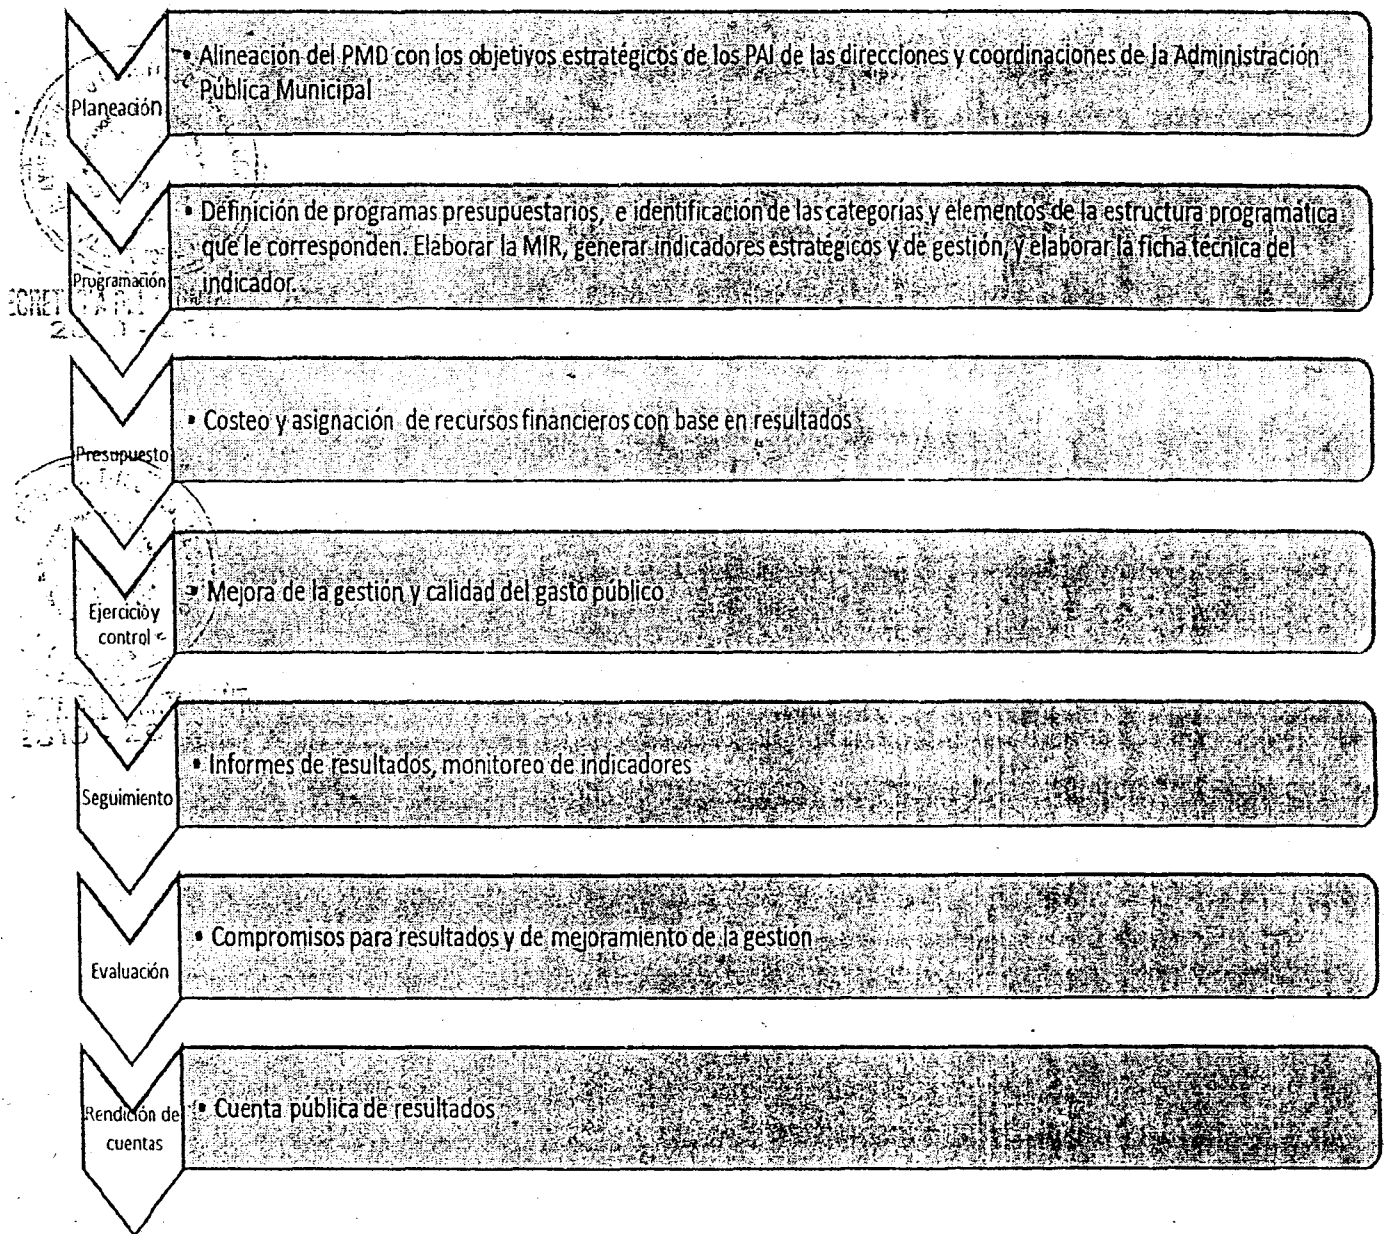 Planeación
• Alineación del PMD con los objetivos estratégicos de los PAI de las direcciones y coordinaciones de la Administración
Pública Municipal
Programación
• Definición de programas presupuestarios, e identificación de las categorías y elementos de la estructura programática
que le corresponden. Elaborar la MIR, generar indicadores estratégicos y de gestión, y elaborar la ficha técnica del
indicador.
Presupuesto
• Costeo y asignación de recursos financieros con base en resultados
Ejercicio y
control
• Mejora de la gestión y calidad del gasto público
Seguimiento
• Informes de resultados, monitoreo de indicadores
Evaluación
• Compromisos para resultados y de mejoramiento de la gestión
Rendición de
cuentas
• Cuenta pública de resultados